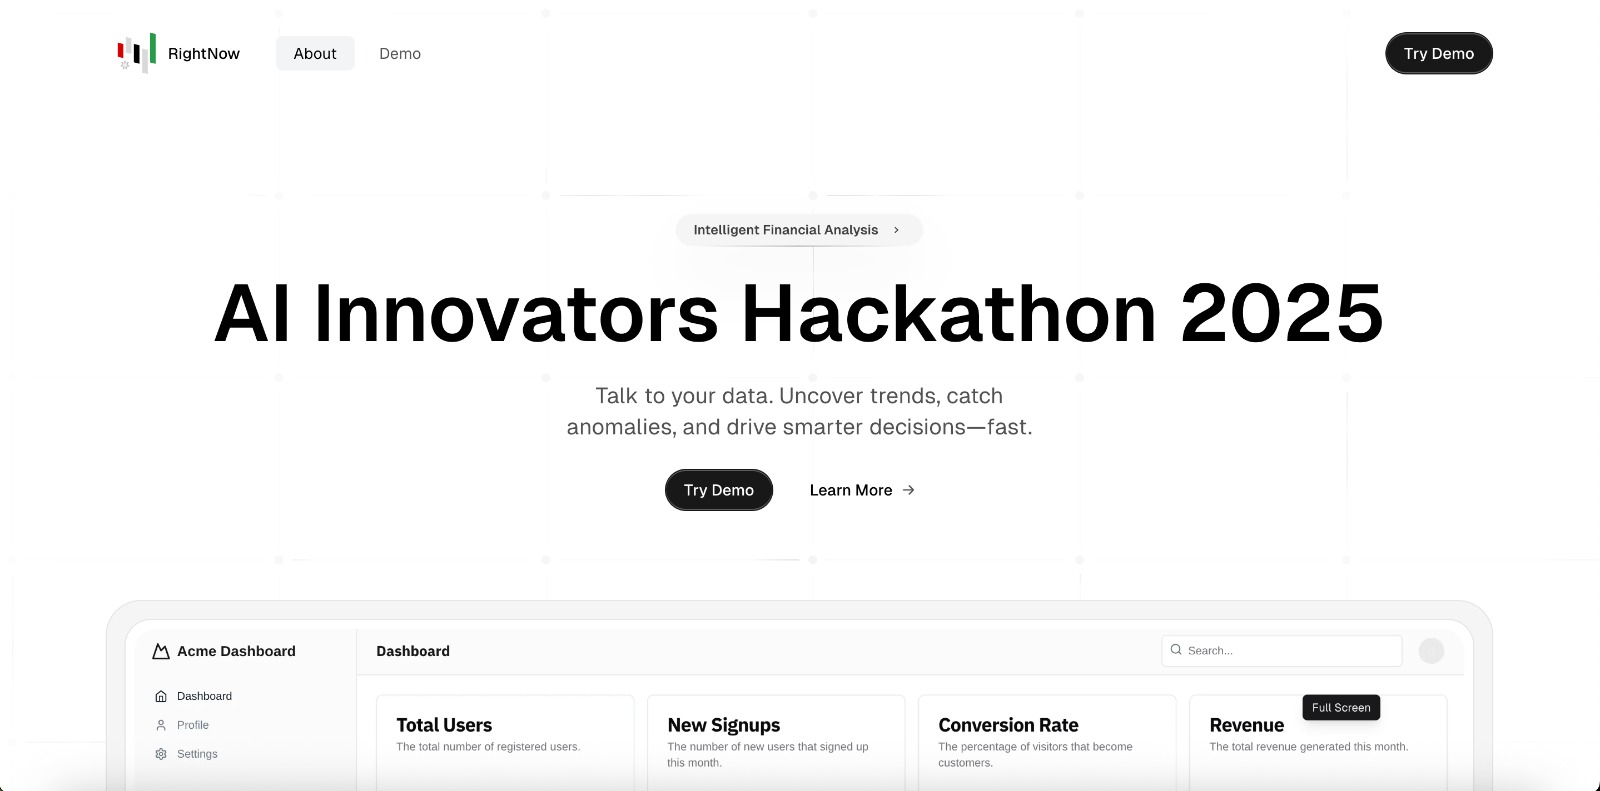 RightNow
About
Demo
Try Demo
Intelligent Financial Analysis
AI Innovators Hackathon 2025
Talk to your data. Uncover trends, catch
anomalies, and drive smarter decisions—fast.
Try Demo
Learn More →
Acme Dashboard
Dashboard
Profile
Settings
Dashboard
Search...
Total Users
The total number of registered users.
New Signups
The number of new users that signed up
this month.
Conversion Rate
The percentage of visitors that become
customers.
Revenue
The total revenue generated this month.
Full Screen